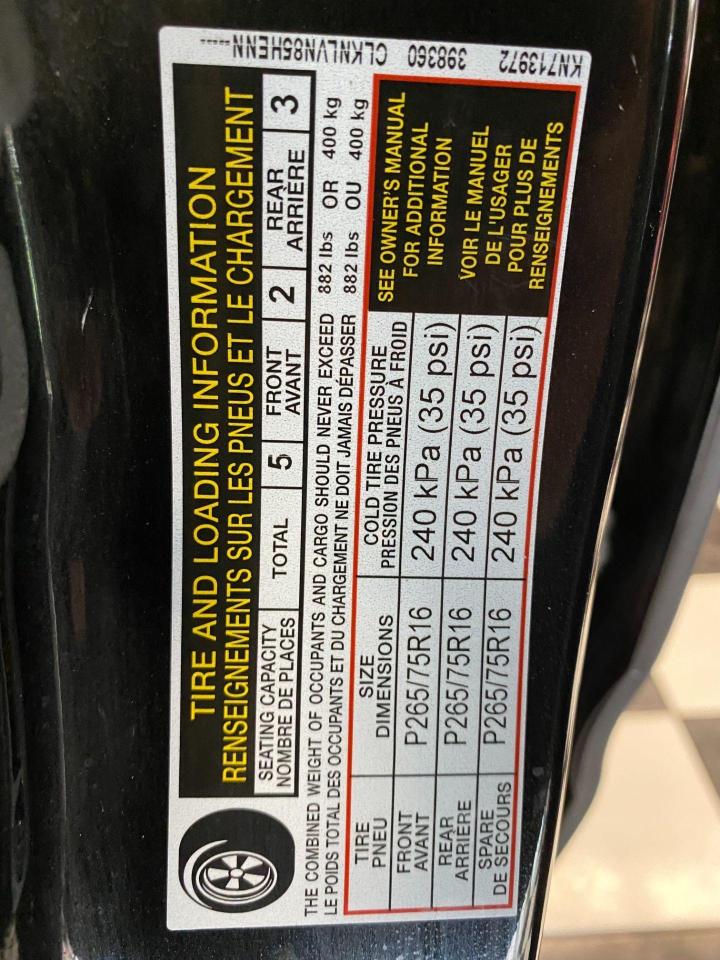 TIRE AND LOADING INFORMATION
RENSEIGNEMENTS SUR LES PNEUS ET LE CHARGEMENT
SEATING CAPACITY
NOMBRE DE PLACES
TOTAL 5
FRONT
AVANT
2
REAR
ARRIÈRE
3
THE COMBINED WEIGHT OF OCCUPANTS AND CARGO SHOULD NEVER EXCEED 882 lbs OR 400 kg
LE POIDS TOTAL DES OCCUPANTS ET DU CHARGEMENT NE DOIT JAMAIS DÉPASSER 882 lbs OU 400 kg
TIRE
PNEU
SIZE
DIMENSIONS
COLD TIRE PRESSURE
PRESSION DES PNEUS À FROID
FRONT
AVANT
P265/75R16 240 kPa (35 psi)
REAR
ARRIÈRE
P265/75R16 240 kPa (35 psi)
SPARE
DE SECOURS
P265/75R16 240 kPa (35 psi)
SEE OWNER'S MANUAL
FOR ADDITIONAL
INFORMATION
VOIR LE MANUEL
DE L'USAGER
POUR PLUS DE
RENSEIGNEMENTS
KN713972 398360 CLKNLVN85HENN-----